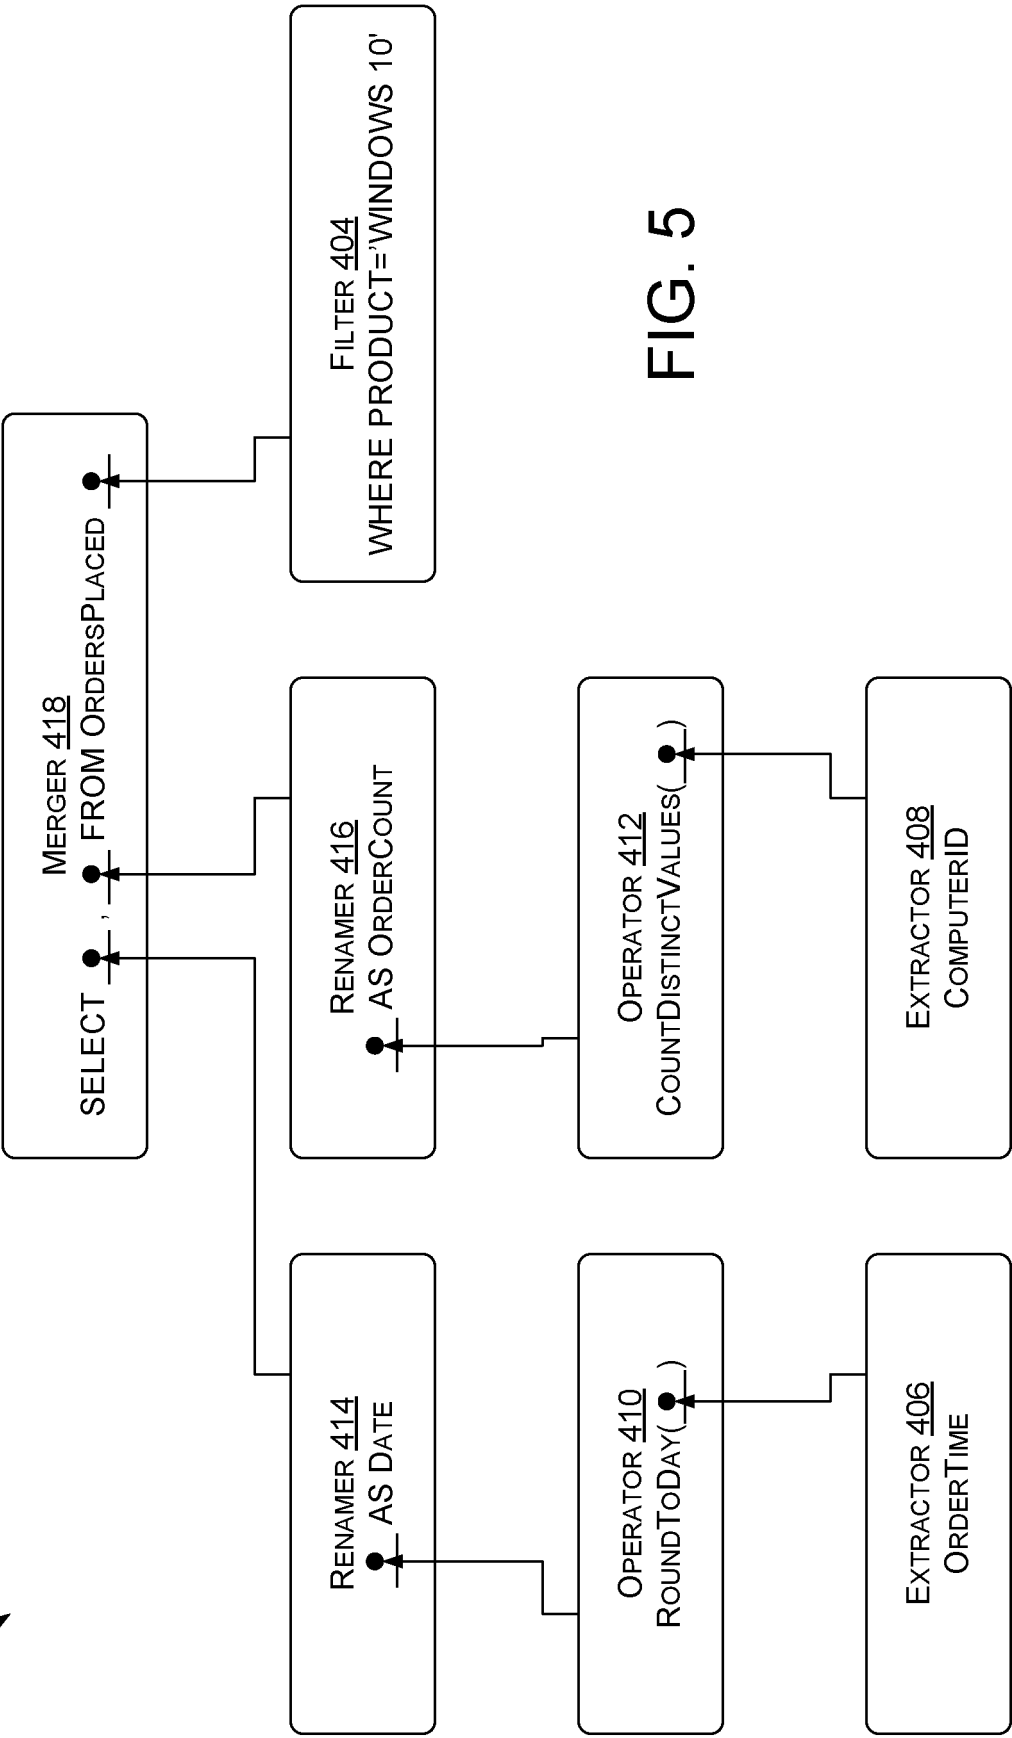 MERGER 418
SELECT _ , _ FROM ORDERSPLACED _
RENAMER 414
_ AS DATE
RENAMER 416
_ AS ORDERCOUNT
FILTER 404
WHERE PRODUCT='WINDOWS 10'
OPERATOR 410
ROUNDTODAY(_)
OPERATOR 412
COUNTDISTINCTVALUES(_)
EXTRACTOR 406
ORDERTIME
EXTRACTOR 408
COMPUTERID
FIG. 5